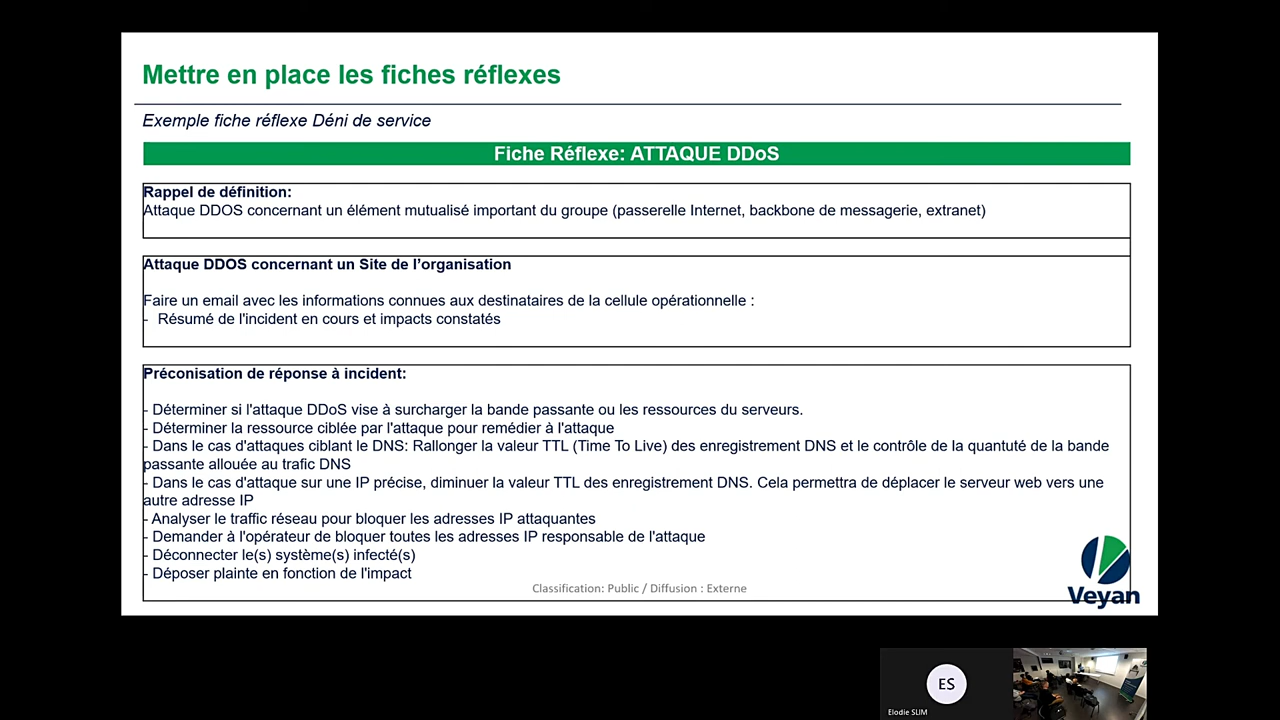 Mettre en place les fiches réflexes
Exemple fiche réflexe Déni de service
Fiche Réflexe: ATTAQUE DDoS
Rappel de définition:
Attaque DDOS concernant un élément mutualisé important du groupe (passerelle Internet, backbone de messagerie, extranet)
Attaque DDOS concernant un Site de l'organisation
Faire un email avec les informations connues aux destinataires de la cellule opérationnelle :
- Résumé de l'incident en cours et impacts constatés
Préconisation de réponse à incident:
- Déterminer si l'attaque DDoS vise à surcharger la bande passante ou les ressources du serveurs.
- Déterminer la ressource ciblée par l'attaque pour remédier à l'attaque
- Dans le cas d'attaques ciblant le DNS: Rallonger la valeur TTL (Time To Live) des enregistrement DNS et le contrôle de la quantuté de la bande
passante allouée au trafic DNS
- Dans le cas d'attaque sur une IP précise, diminuer la valeur TTL des enregistrement DNS. Cela permettra de déplacer le serveur web vers une
autre adresse IP
- Analyser le traffic réseau pour bloquer les adresses IP attaquantes
- Demander à l'opérateur de bloquer toutes les adresses IP responsable de l'attaque
- Déconnecter le(s) système(s) infecté(s)
- Déposer plainte en fonction de l'impact
Classification: Public / Diffusion : Externe
Veyan
ES
Elodie SLIM